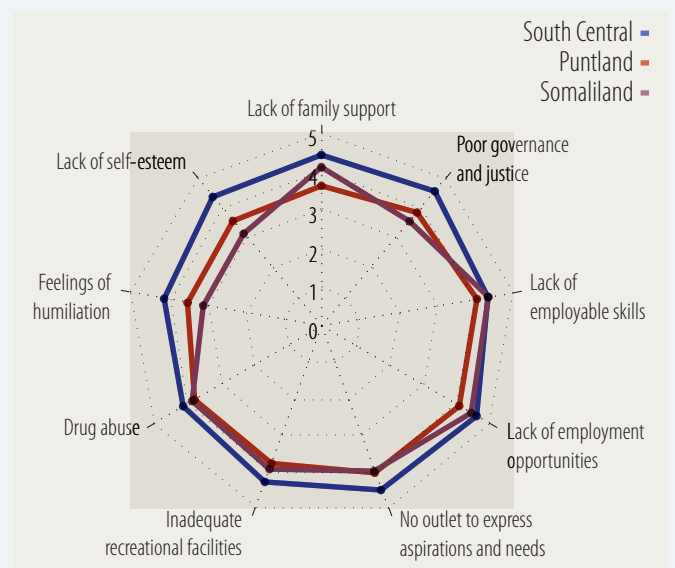 South Central
Puntland
Somaliland
Lack of family support
Poor governance
and justice
Lack of self-esteem
5
4
3
2
1
0
Feelings of
humiliation
Lack of
employable skills
Drug abuse
Lack of employment
opportunities
Inadequate
recreational facilities
No outlet to express
aspirations and needs